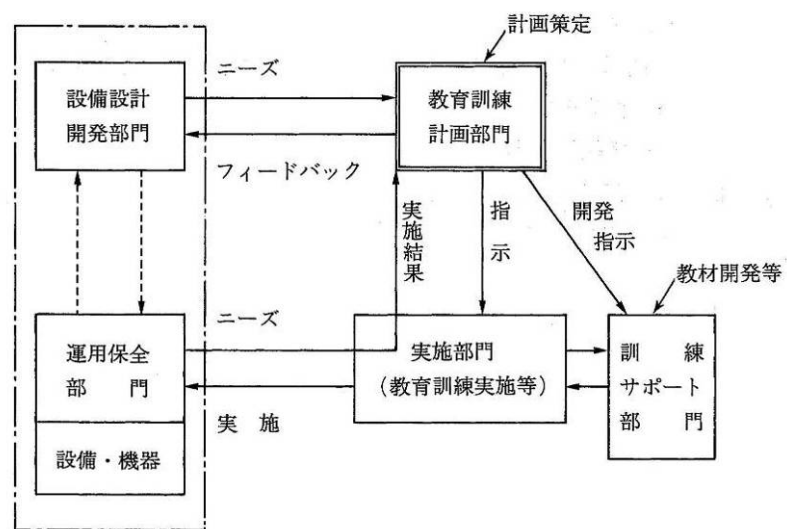 計画策定
ニーズ
設備設計
開発部門
教育訓練
計画部門
フィードバック
実施結果
指示
開発
指示
教材開発等
ニーズ
運用保全
部門
実施部門
(教育訓練実施等)
訓練
サポート
部門
実施
設備・機器